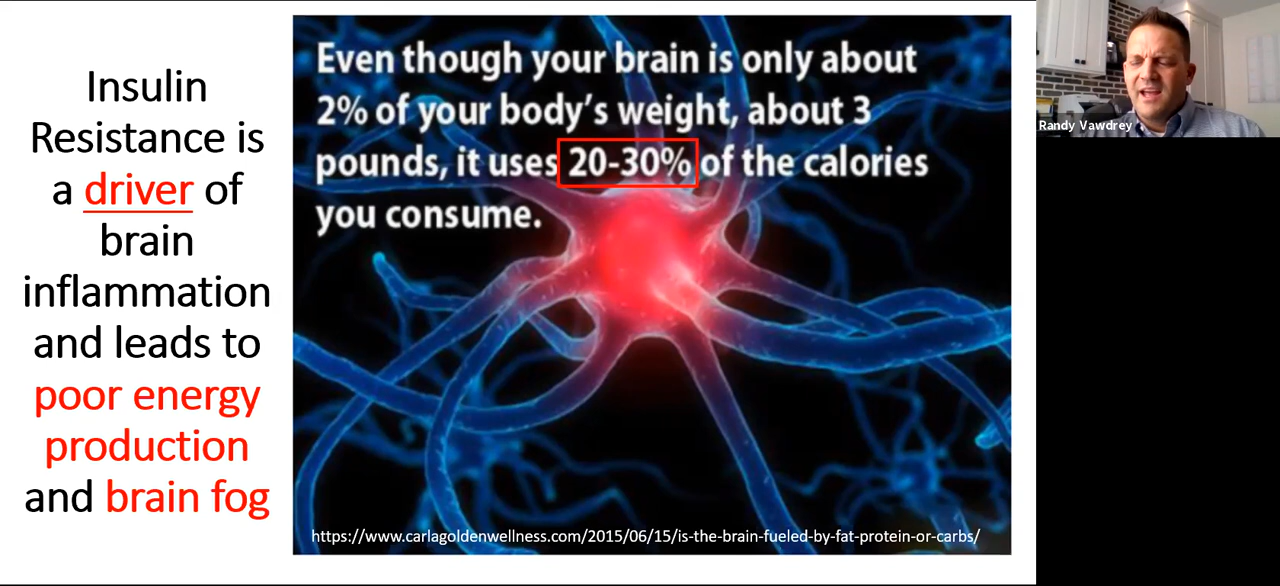 Insulin
Resistance is
a driver of
brain
inflammation
and leads to
poor energy
production
and brain fog
Even though your brain is only about
2% of your body's weight, about 3
pounds, it uses 20-30% of the calories
you consume.
https://www.carlagoldenwellness.com/2015/06/15/is-the-brain-fueled-by-fat-protein-or-carbs/
Randy Vawdrey